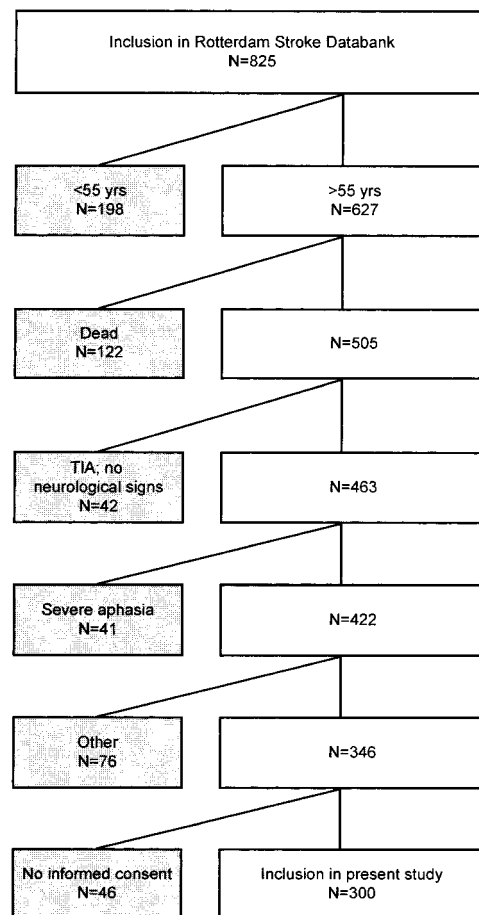 Inclusion in Rotterdam Stroke Databank
N=825
<55 yrs
N=198
>55 yrs
N=627
Dead
N=122
N=505
TIA; no
neurological signs
N=42
N=463
Severe aphasia
N=41
N=422
Other
N=76
N=346
No informed consent
N=46
Inclusion in present study
N=300